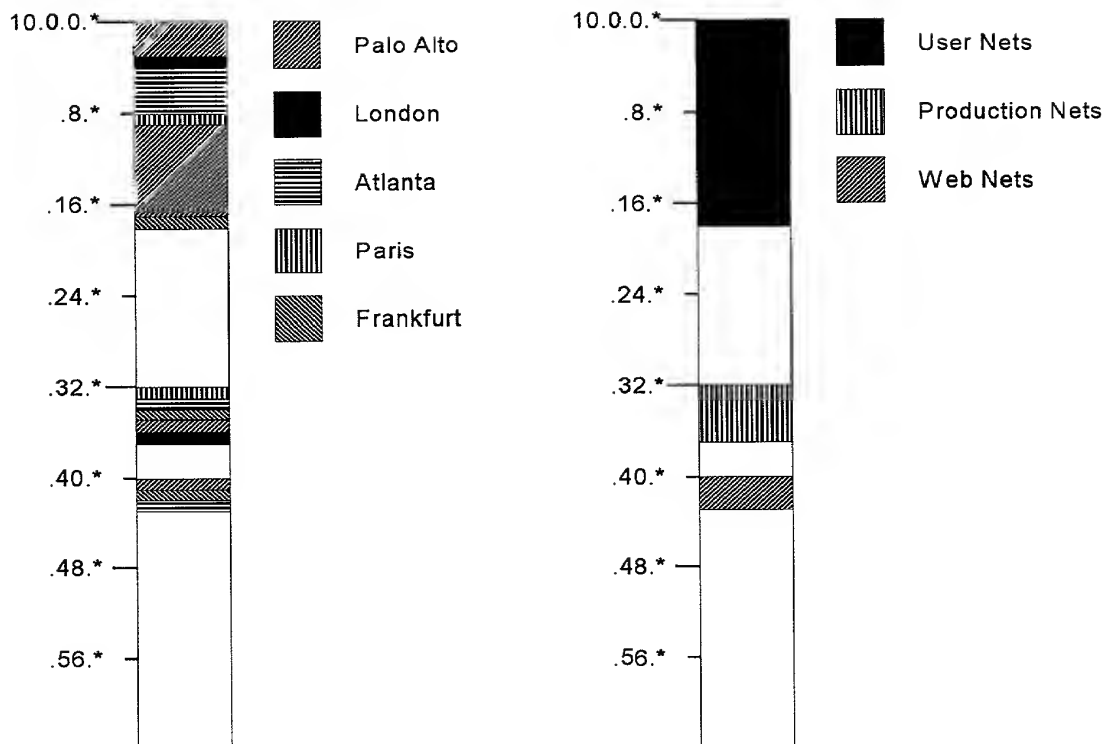 10.0.0.*
.8.*
.16.*
.24.*
.32.*
.40.*
.48.*
.56.*
Palo Alto
London
Atlanta
Paris
Frankfurt
10.0.0.*
.8.*
.16.*
.24.*
.32.*
.40.*
.48.*
.56.*
User Nets
Production Nets
Web Nets